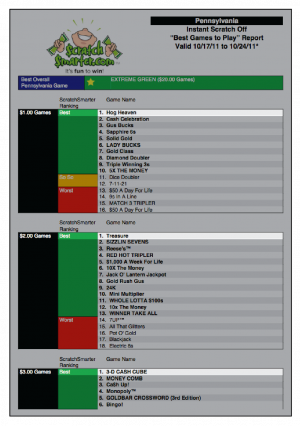 Pennsylvania
Instant Scratch Off
"Best Games to Play" Report
Valid 10/17/11 to 10/24/11*
Scratch
Smarter.com
It's fun to win!
Best Overall
Pennsylvania Game
EXTREME GREEN ($20.00 Games)
ScratchSmarter
Ranking
Game Name
$1.00 Games
Best
1. Hog Heaven
2. Cash Celebration
3. Gus Bucks
4. Sapphire 6s
5. Solid Gold
6. LADY BUCKS
7. Gold Class
8. Diamond Doubler
9. Triple Winning 3s
10. 5X THE MONEY
So So
11. Dice Doubler
12. 7-11-21
Worst
13. $50 A Day For Life
14. 9s In A Line
15. MATCH 3 TRIPLER
16. $50 A Day For Life
ScratchSmarter
Ranking
Game Name
$2.00 Games
Best
1. Treasure
2. SIZZLIN SEVENS
3. Reese's™
4. RED HOT TRIPLER
5. $1,000 A Week For Life
6. 10X The Money
7. Jack O' Lantern Jackpot
8. Gold Rush Gus
9. 24K
10. Mini Multiplier
11. WHOLE LOTTA $100s
12. 10x The Money
13. WINNER TAKE ALL
Worst
14. 7UP™
15. All That Glitters
16. Pot O' Gold
17. Blackjack
18. Electric 8s
ScratchSmarter
Ranking
Game Name
$3.00 Games
Best
1. 3-D CASH CUBE
2. MONEY COMB
3. Ca$h Up!
4. Monopoly™
5. GOLDBAR CROSSWORD (3rd Edition)
6. Bingo!